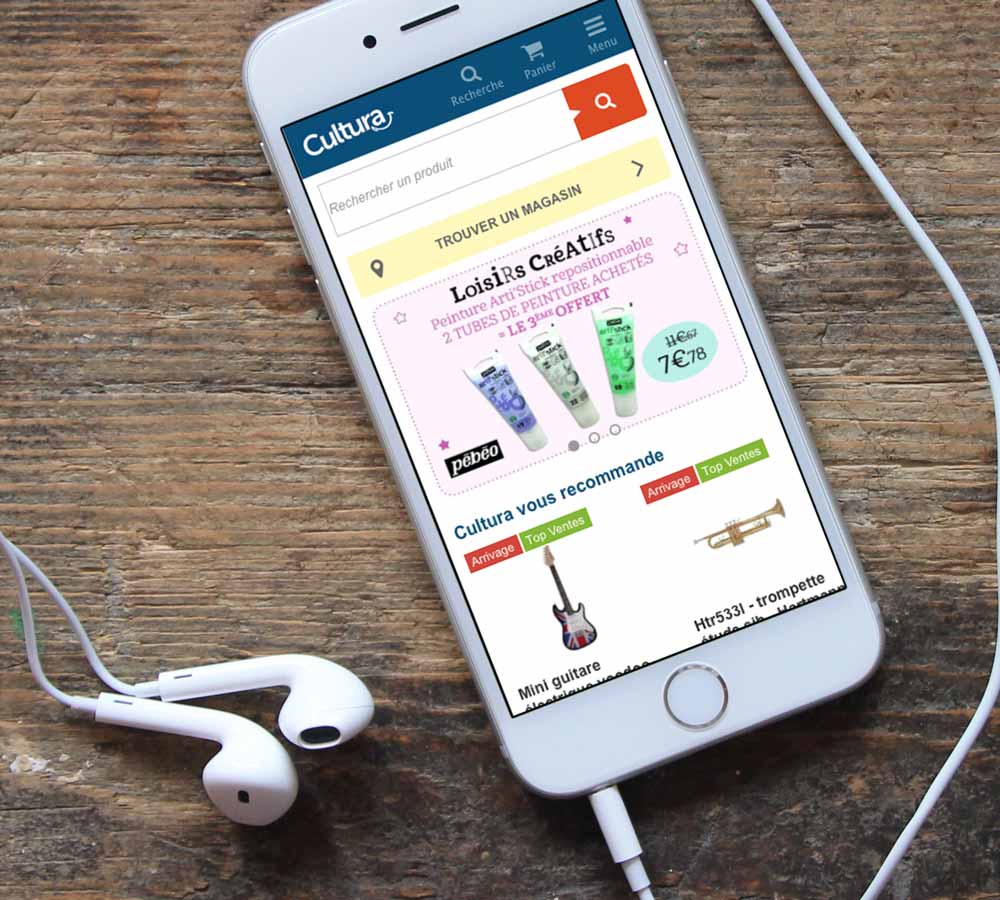 Cultura
Recherche
Panier
Menu
Rechercher un produit
TROUVER UN MAGASIN
LoisiRs CRéAtIfs
Peinture Arti'Stick repositionnable
2 TUBES DE PEINTURE ACHETÉS
= LE 3ÈME OFFERT
11€67
7€78
pébéo
Cultura vous recommande
Arrivage Top Ventes
Arrivage Top Ventes
Mini guitare
Htr533l - trompette